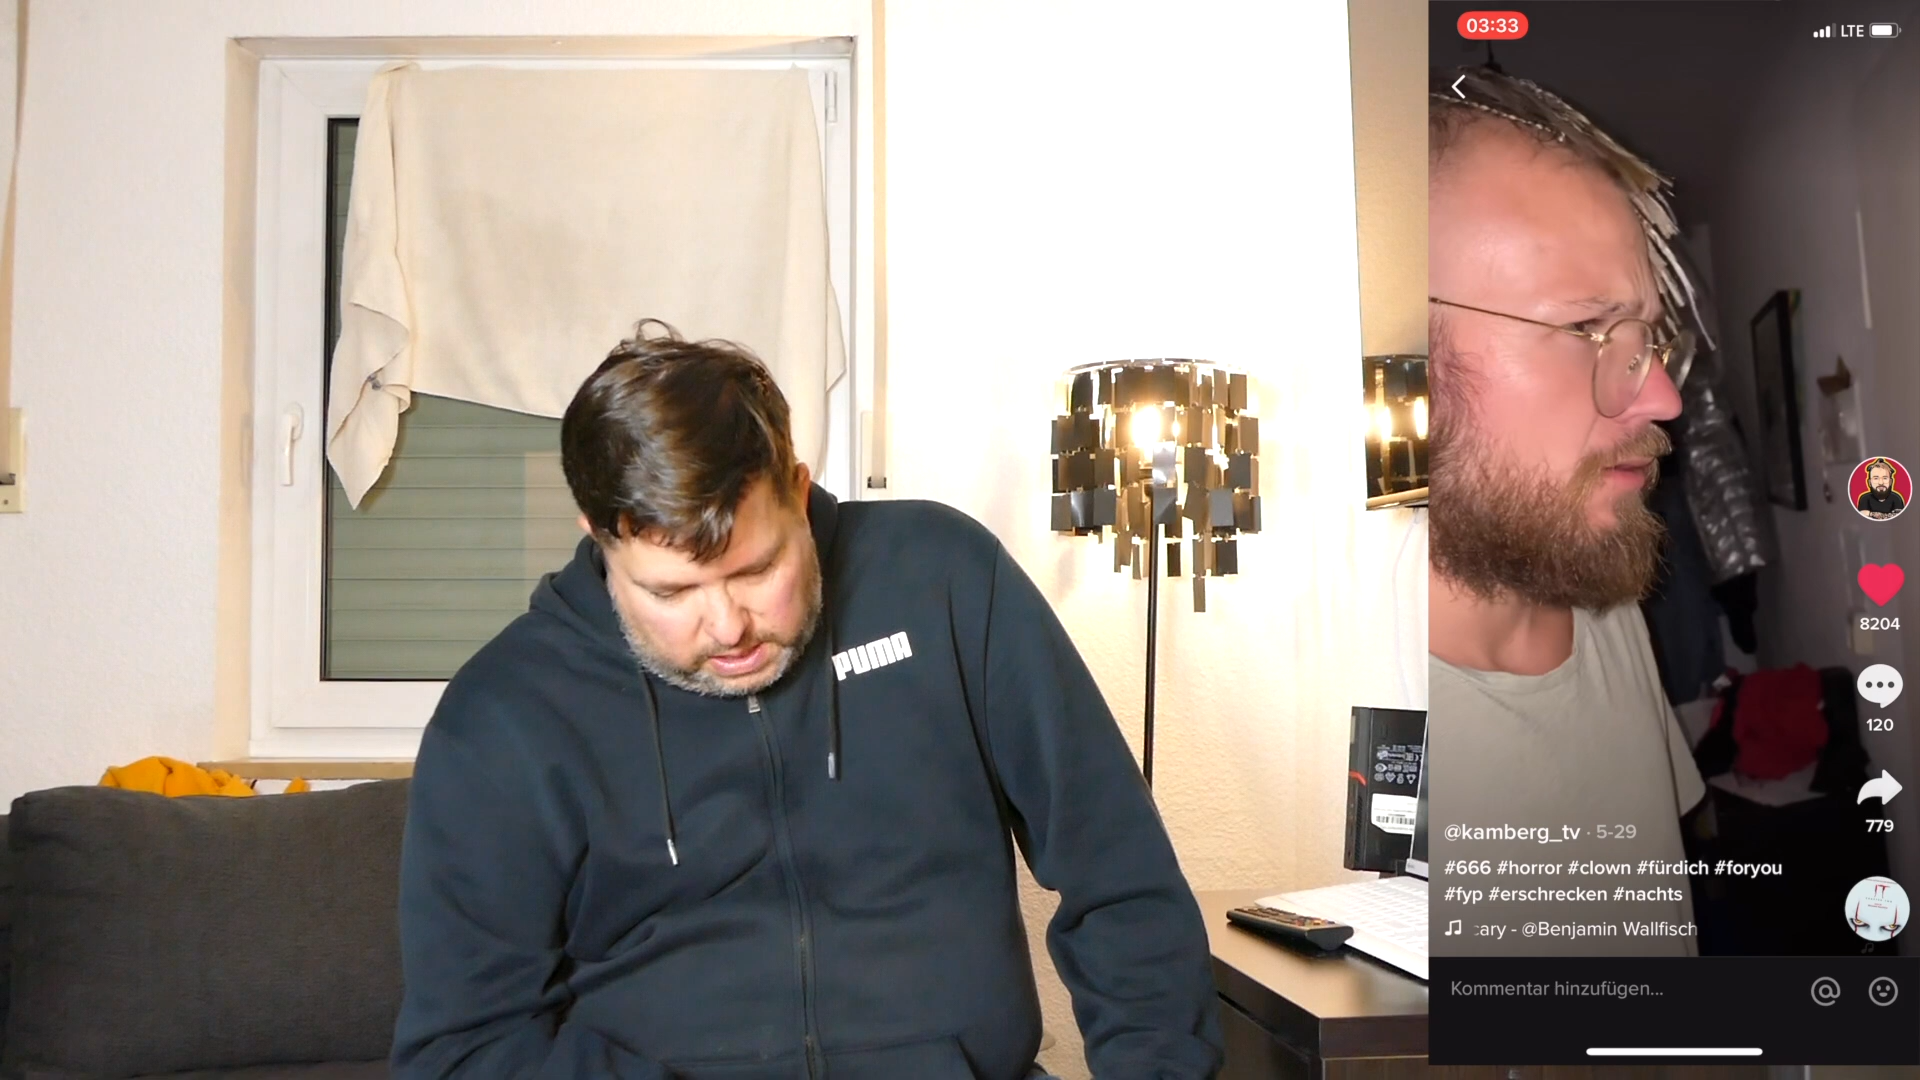 PUMA
03:33
LTE
8204
120
779
@kamberg_tv · 5-29
#666 #horror #clown #fürdich #foryou
#fyp #erschrecken #nachts
ary - @Benjamin Wallfisch
IT
Kommentar hinzufügen...